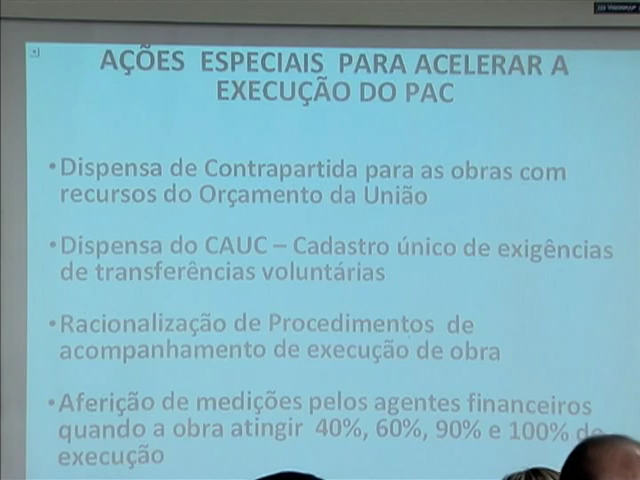 AÇÕES ESPECIAIS PARA ACELERAR A
EXECUÇÃO DO PAC
•Dispensa de Contrapartida para as obras com
recursos do Orçamento da União
•Dispensa do CAUC – Cadastro único de exigências
de transferências voluntárias
•Racionalização de Procedimentos de
acompanhamento de execução de obra
•Aferição de medições pelos agentes financeiros
quando a obra atingir 40%, 60%, 90% e 100% de
execução